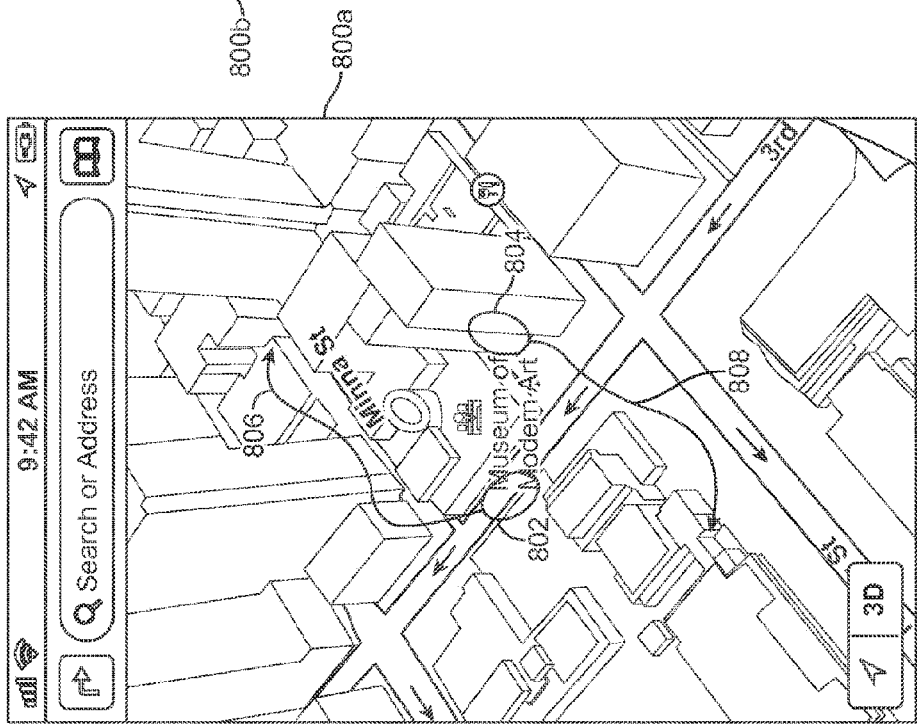 9:42 AM
Search or Address
806
Minna St
804
Museum of
Modern Art
802
808
3rd
St
3D
800b
800a